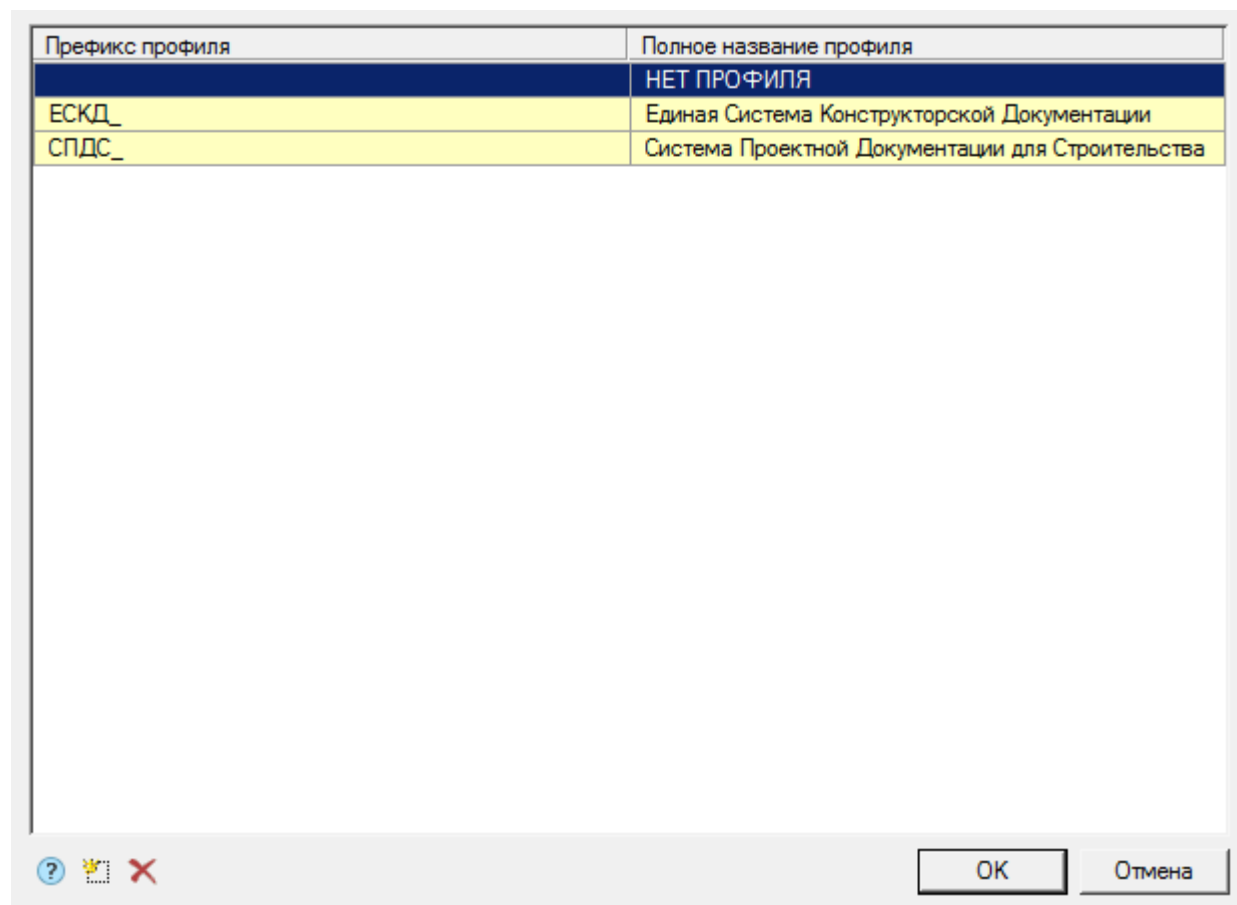 Префикс профиля Полное название профиля
НЕТ ПРОФИЛЯ
ЕСКД_ Единая Система Конструкторской Документации
СПДС_ Система Проектной Документации для Строительства
? OK Отмена